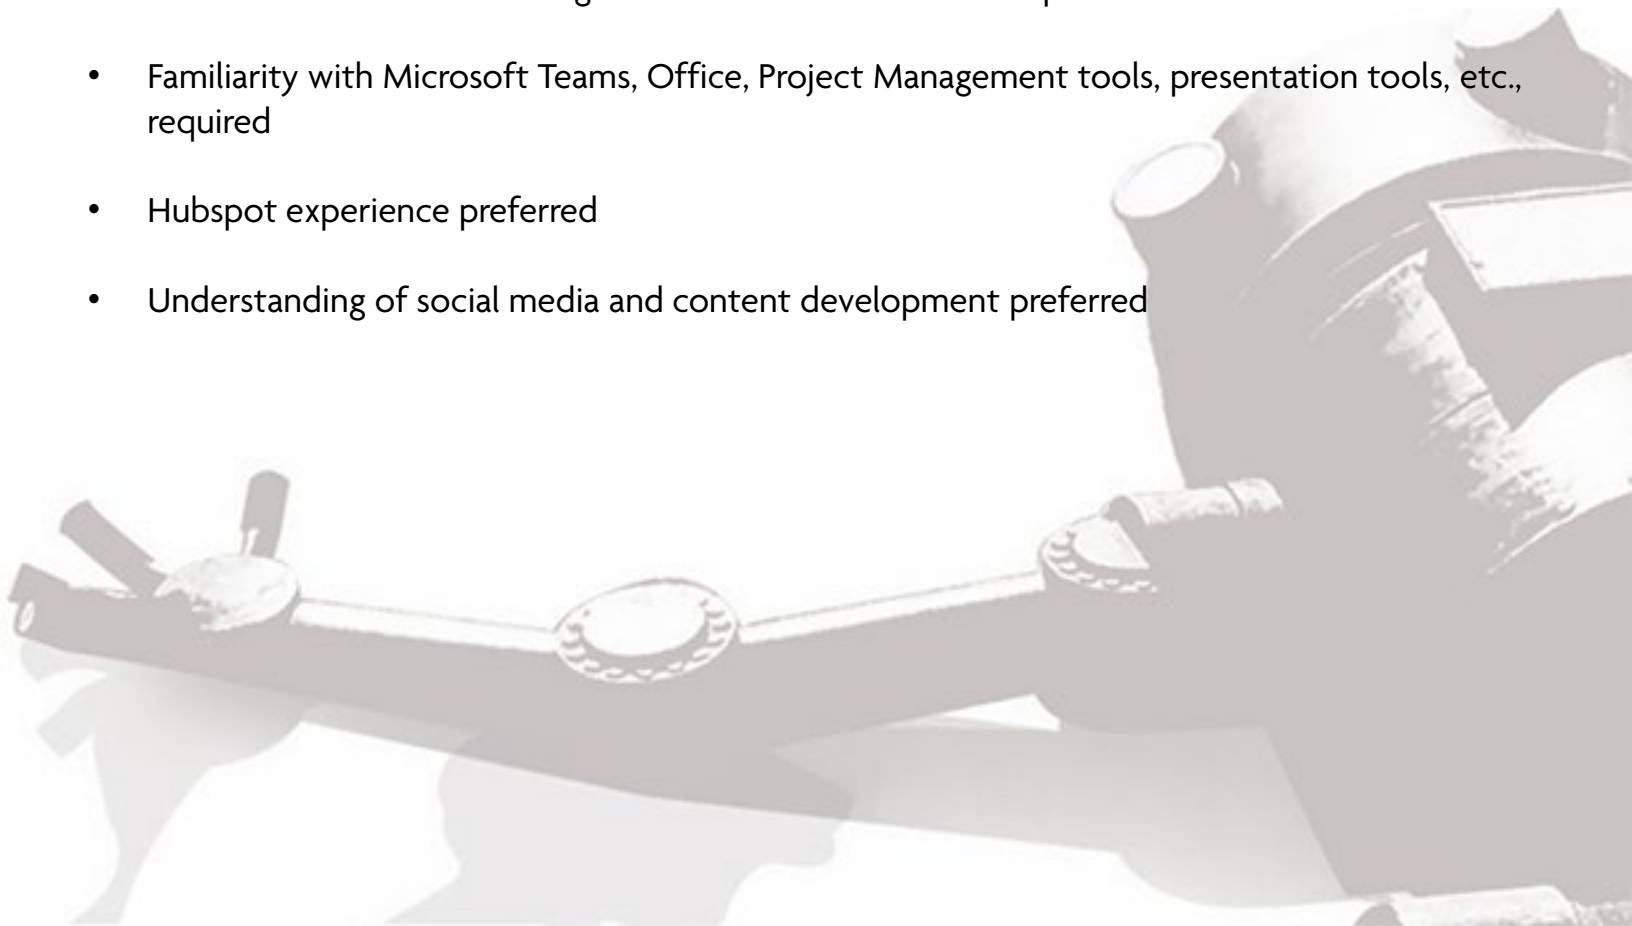 • Familiarity with Microsoft Teams, Office, Project Management tools, presentation tools, etc.,
required
• Hubspot experience preferred
• Understanding of social media and content development preferred